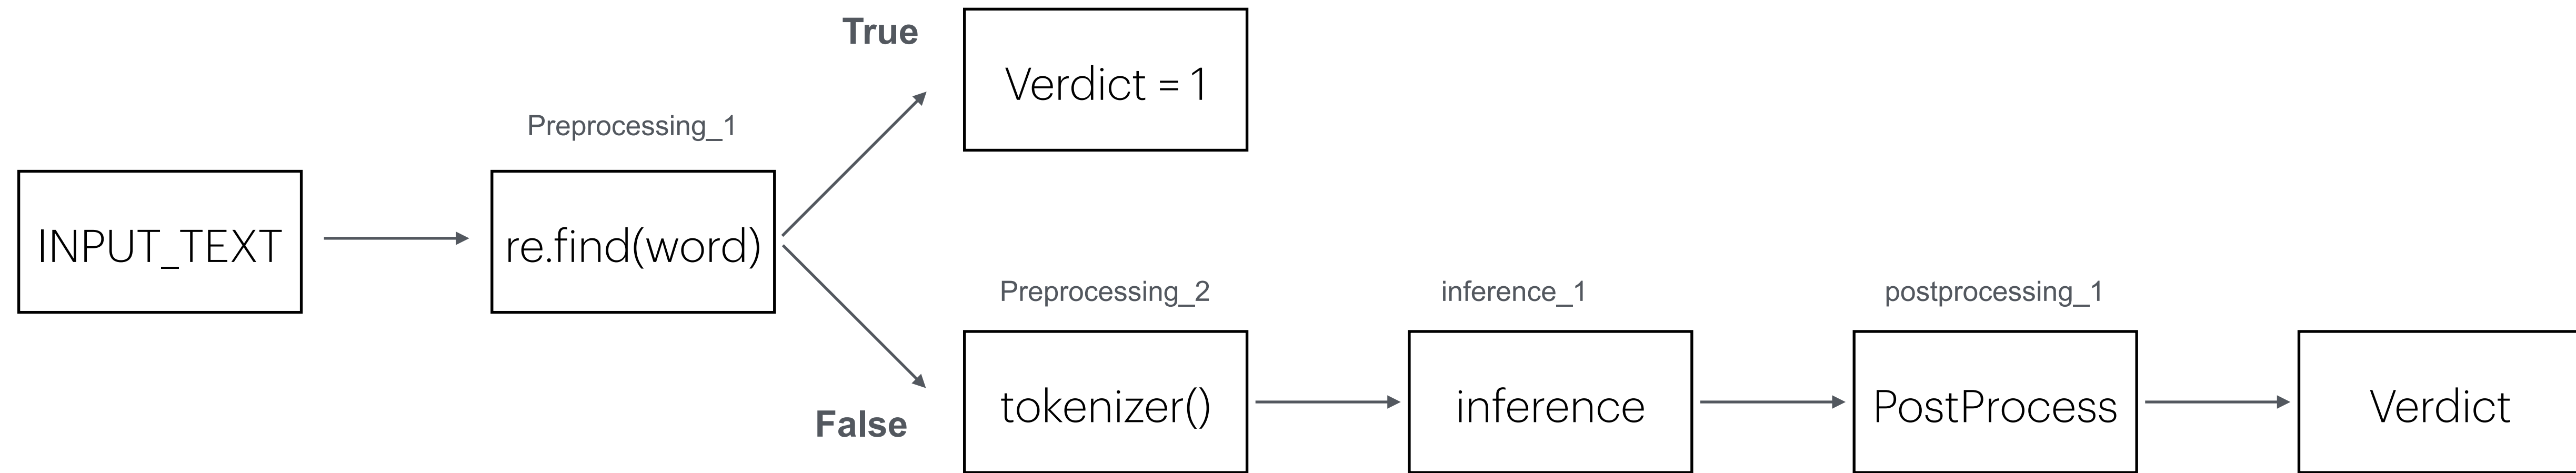 True
Verdict = 1
Preprocessing_1
INPUT_TEXT
re.find(word)
Preprocessing_2
inference_1
postprocessing_1
False
tokenizer()
inference
PostProcess
Verdict